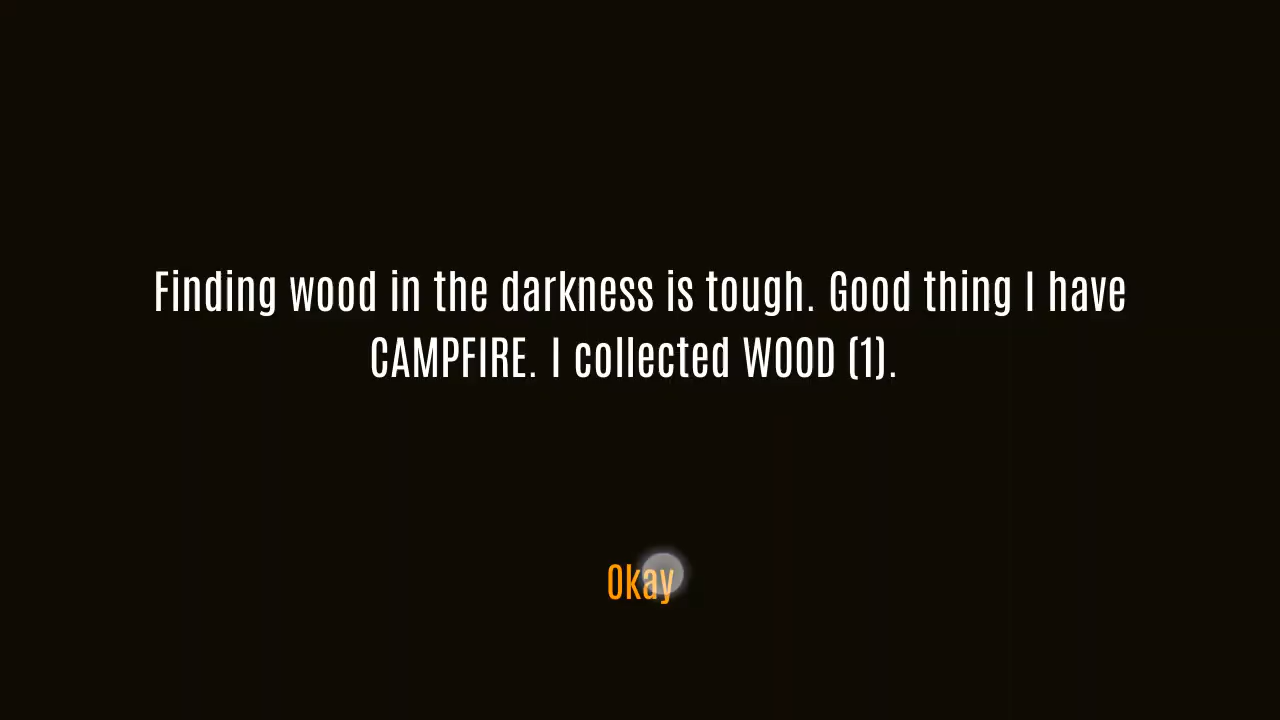 Finding wood in the darkness is tough. Good thing I have
CAMPFIRE. I collected WOOD (1).
Okay